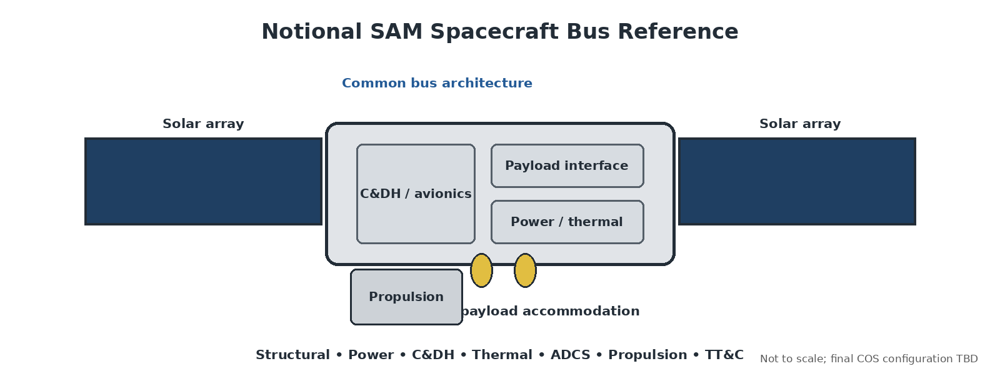 Notional SAM Spacecraft Bus Reference
Common bus architecture
Solar array
Solar array
C&DH / avionics
Payload interface
Power / thermal
Propulsion
payload accommodation
Structural • Power • C&DH • Thermal • ADCS • Propulsion • TT&C
Not to scale; final COS configuration TBD